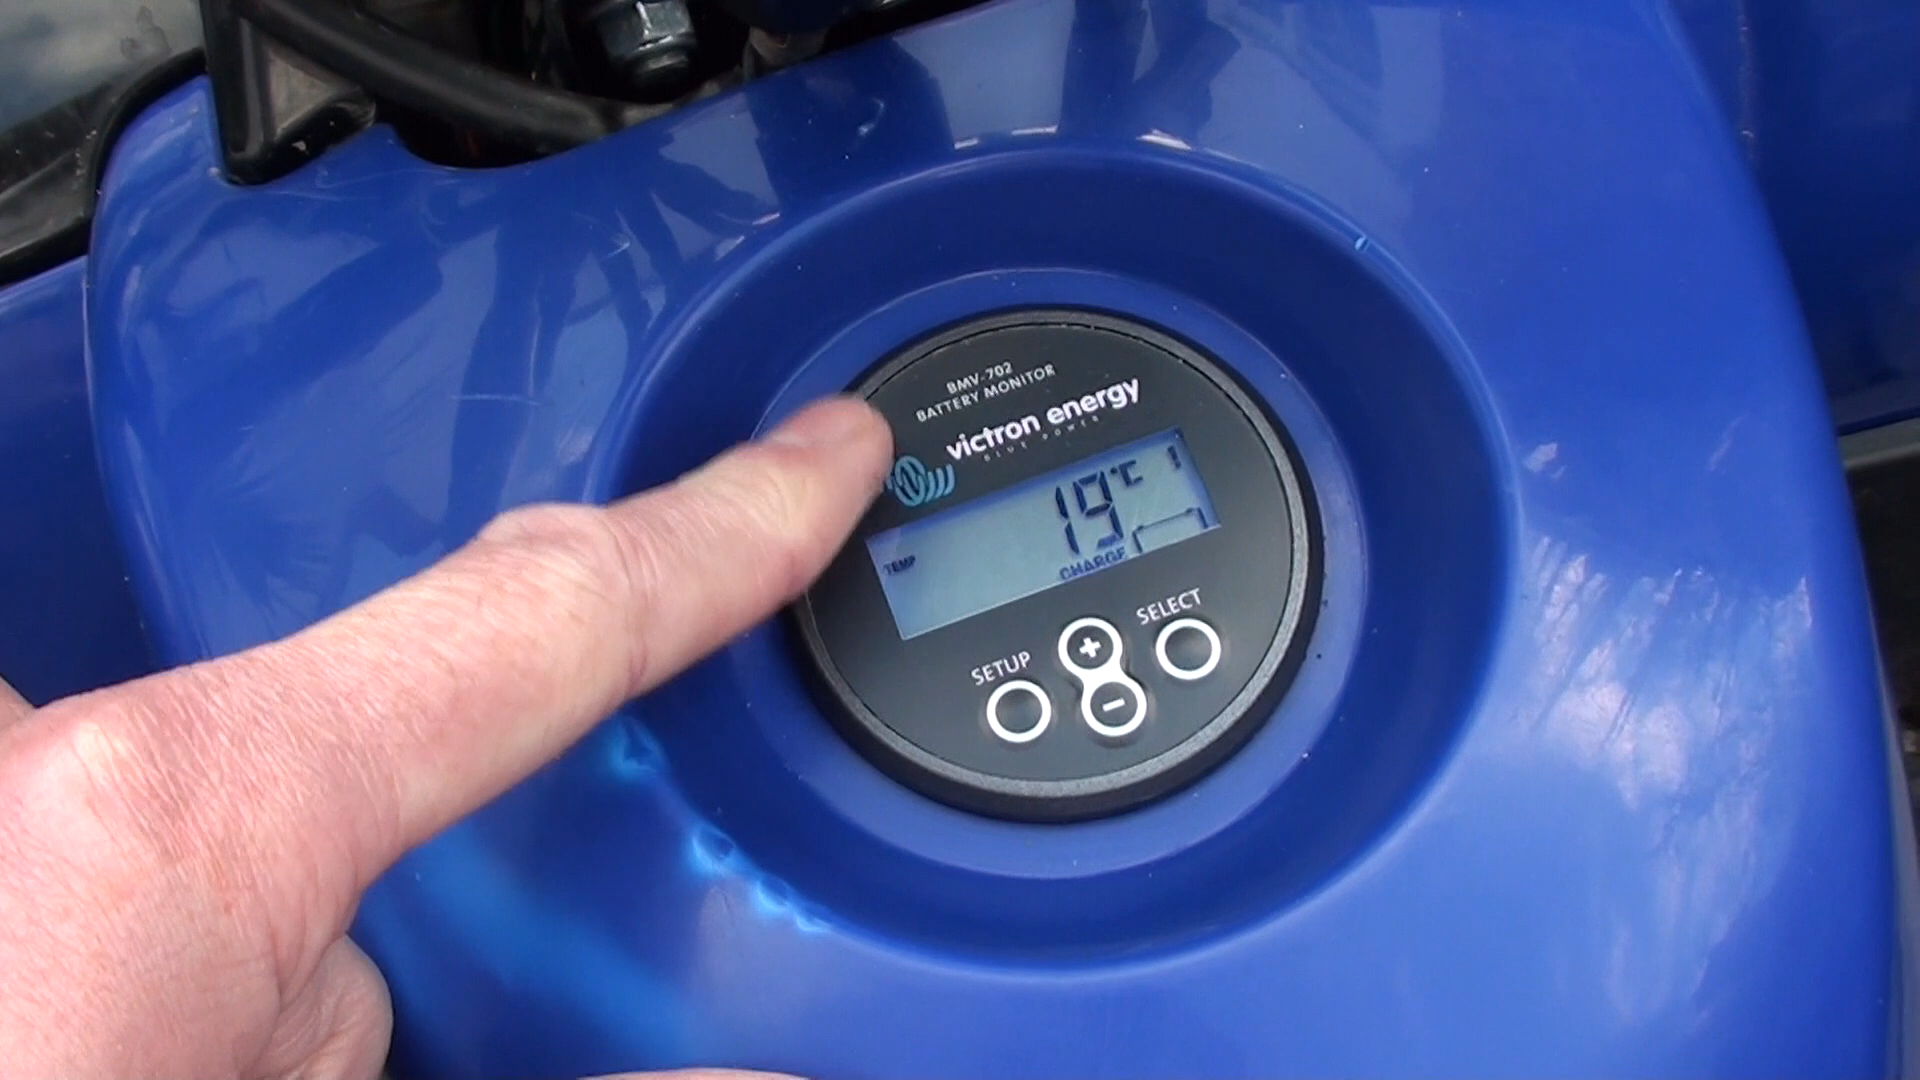 BMV-702
BATTERY MONITOR
victron energy
BLUE POWER
19°C
TEMP
CHARGE
SETUP
+
SELECT
-